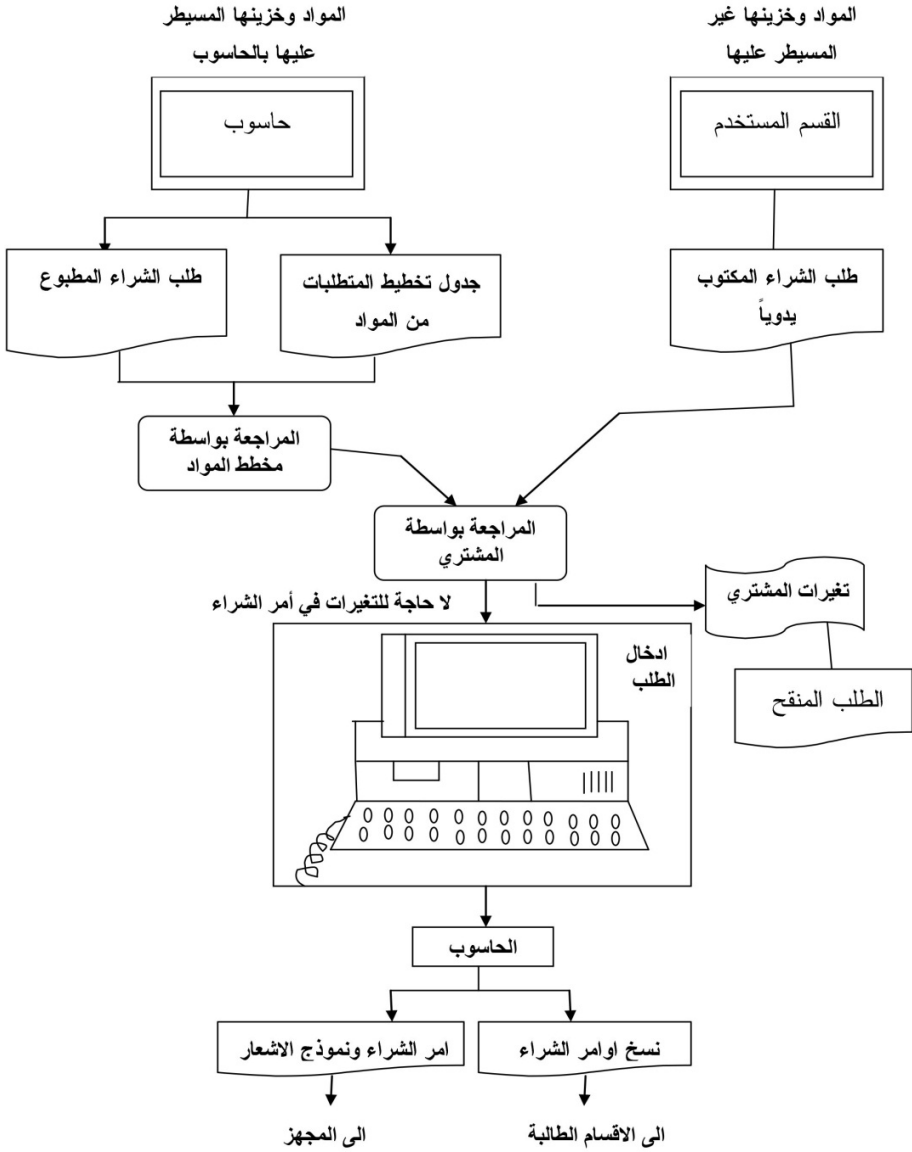 المواد وخزينها غير
المسيطر عليها
المواد وخزينها المسيطر
عليها بالحاسوب
القسم المستخدم
حاسوب
طلب الشراء المكتوب
يدوياً
جدول تخطيط المتطلبات
من المواد
طلب الشراء المطبوع
المراجعة بواسطة
مخطط المواد
المراجعة بواسطة
المشتري
تغيرات المشتري
لا حاجة للتغيرات في أمر الشراء
ادخال
الطلب
الطلب المنقح
الحاسوب
نسخ اوامر الشراء
امر الشراء ونموذج الاشعار
الى الاقسام الطالبة
الى المجهز